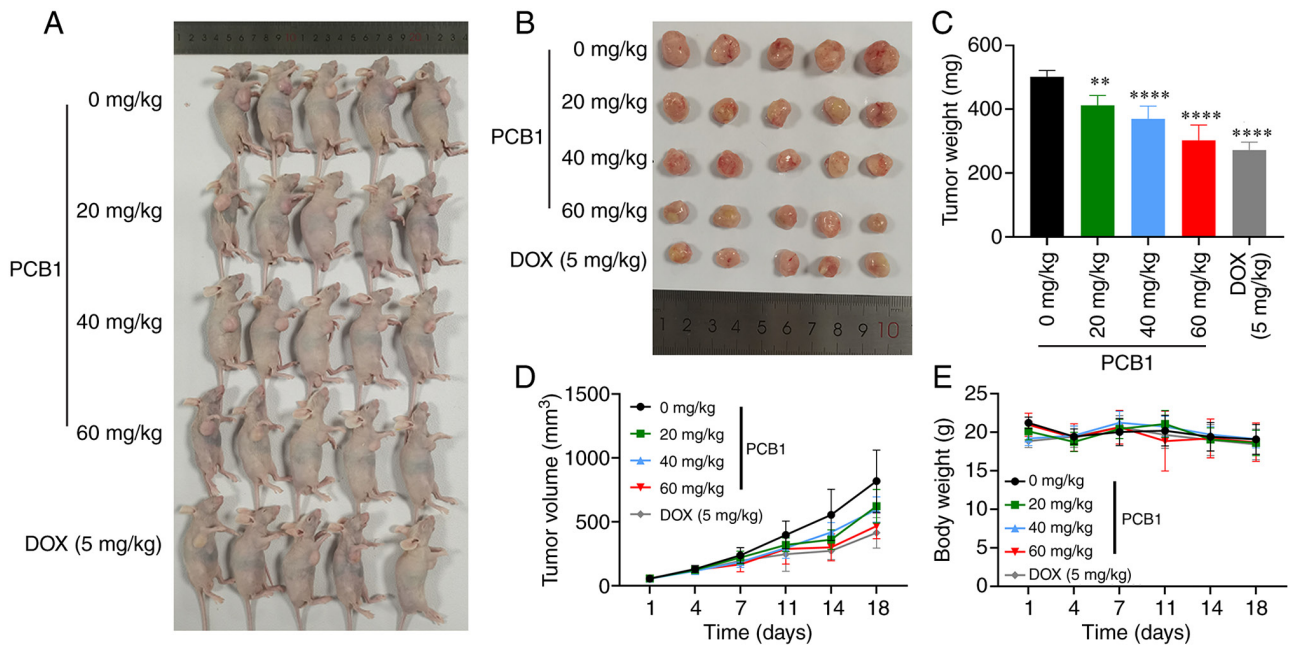 A
0 mg/kg
20 mg/kg
PCB1
40 mg/kg
60 mg/kg
DOX (5 mg/kg)
B
0 mg/kg
20 mg/kg
PCB1
40 mg/kg
60 mg/kg
DOX (5 mg/kg)
1 2 3 4 5 6 7 8 9 10
C
Tumor weight (mg)
600
400
200
0
** **** **** ****
0 mg/kg
20 mg/kg
40 mg/kg
60 mg/kg
DOX
(5 mg/kg)
PCB1
D
Tumor volume (mm³)
1500
1000
500
0
0 mg/kg
20 mg/kg
40 mg/kg
60 mg/kg
DOX (5 mg/kg)
PCB1
1 4 7 11 14 18
Time (days)
E
Body weight (g)
25
20
15
10
5
0
0 mg/kg
20 mg/kg
40 mg/kg
60 mg/kg
DOX (5 mg/kg)
PCB1
1 4 7 11 14 18
Time (days)